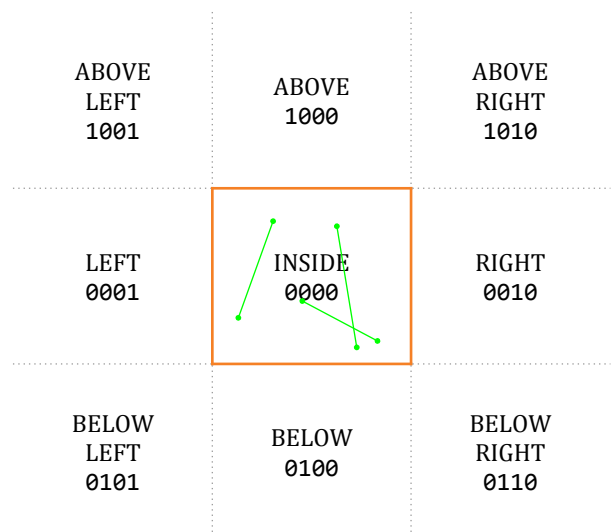 ABOVE
LEFT
1001
ABOVE
1000
ABOVE
RIGHT
1010
LEFT
0001
INSIDE
0000
RIGHT
0010
BELOW
LEFT
0101
BELOW
0100
BELOW
RIGHT
0110